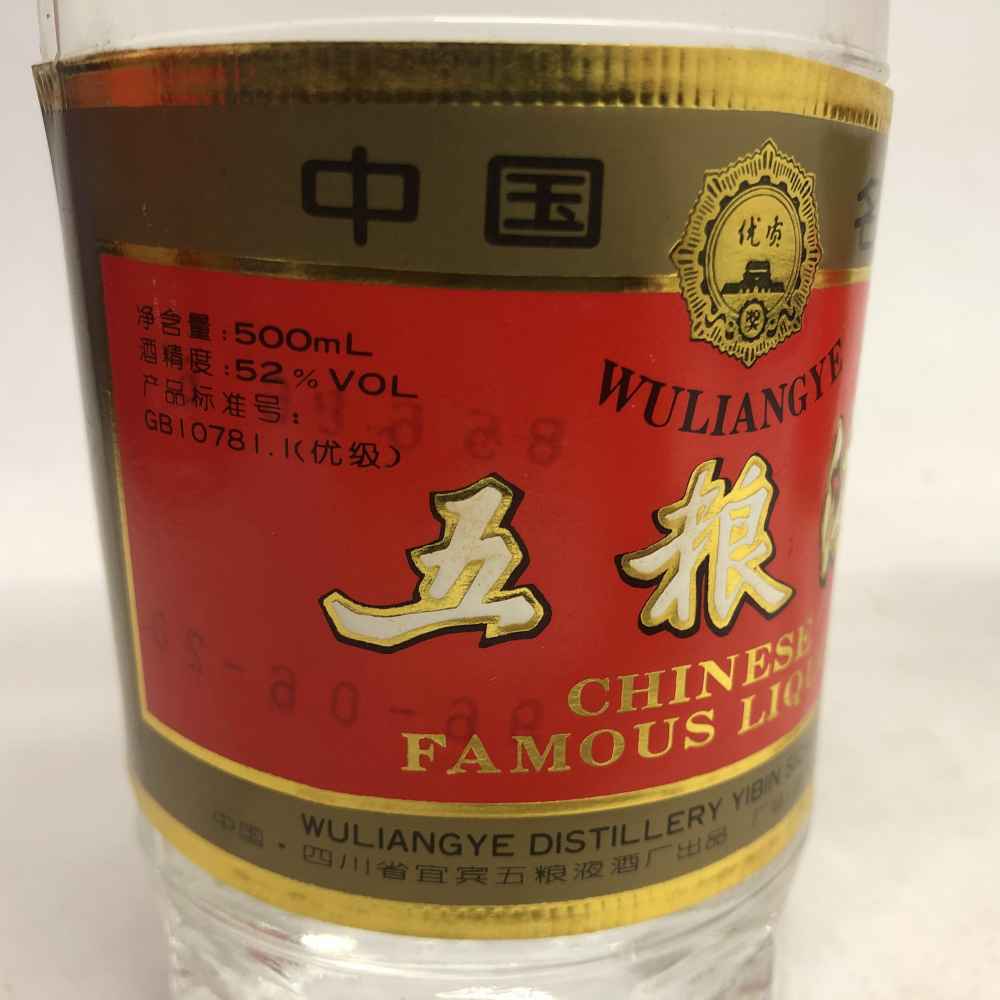 中国
优质
奖
净含量:500mL
酒精度:52%VOL
产品标准号:
GB10781.1(优级)
WULIANGYE
五粮
CHINESE
FAMOUS
WULIANGYE DISTILLERY YIBIN
中国·四川省宜宾五粮液酒厂出品